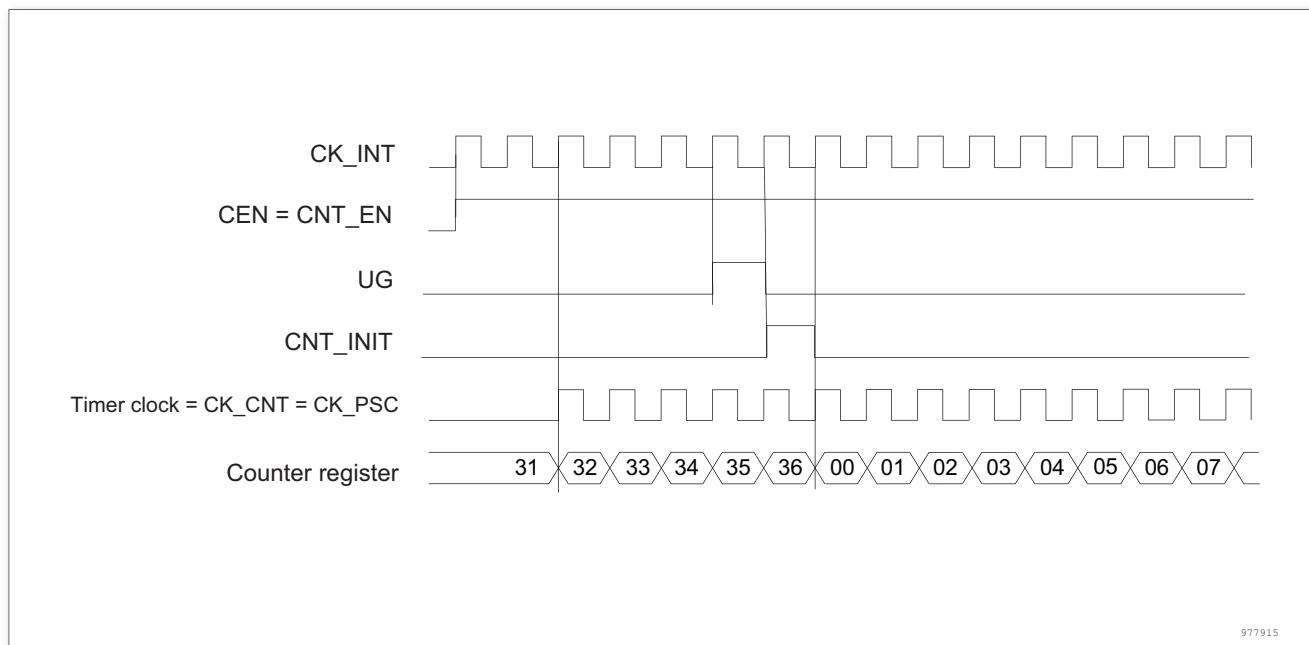 CK_INT
CEN = CNT_EN
UG
CNT_INIT
Timer clock = CK_CNT = CK_PSC
Counter register 31 32 33 34 35 36 00 01 02 03 04 05 06 07
977915